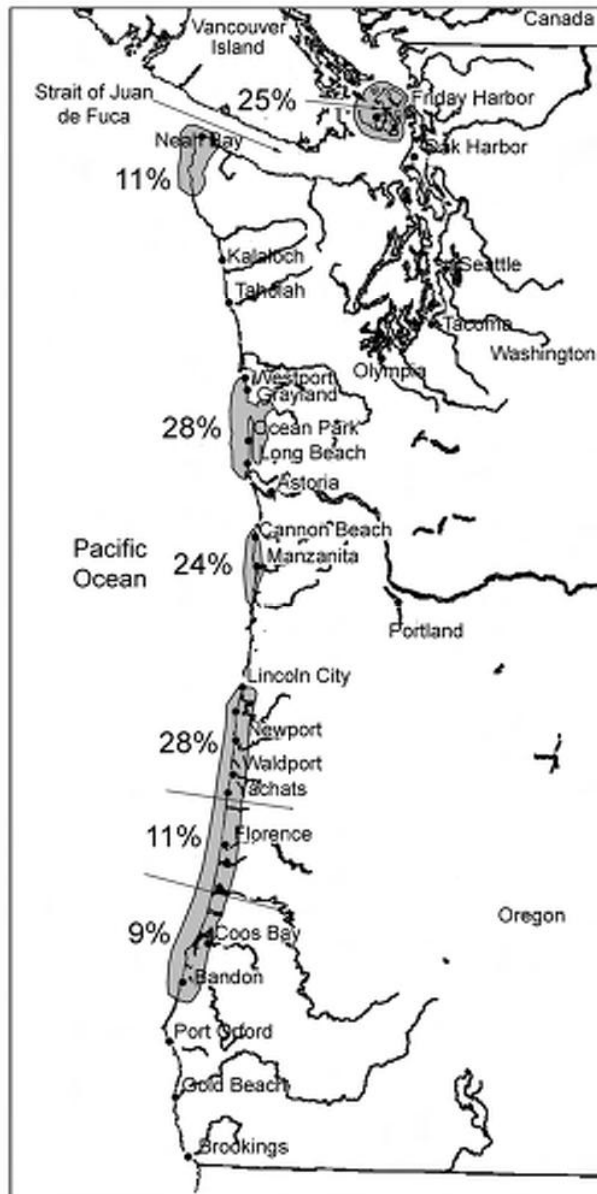 Vancouver
Island
Canada
25%
Friday Harbor
Strait of Juan
de Fuca
Neah Bay
Oak Harbor
11%
Kalaloch
Seattle
Taholah
Tacoma
Washington
Olympia
Westport
Grayland
28%
Ocean Park
Long Beach
Astoria
Cannon Beach
Pacific
Ocean
24%
Manzanita
Portland
Lincoln City
28%
Newport
Waldport
Yachats
11%
Florence
9%
Coos Bay
Oregon
Bandon
Port Orford
Gold Beach
Brookings